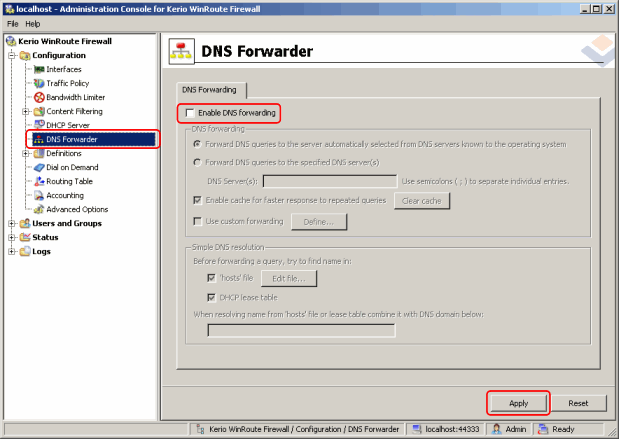 localhost - Administration Console for Kerio WinRoute Firewall
File Help
Kerio WinRoute Firewall
Configuration
Interfaces
Traffic Policy
Bandwidth Limiter
Content Filtering
DHCP Server
DNS Forwarder
Definitions
Dial on Demand
Routing Table
Accounting
Advanced Options
Users and Groups
Status
Logs
DNS Forwarder
DNS Forwarding
Enable DNS forwarding
DNS forwarding
Forward DNS queries to the server automatically selected from DNS servers known to the operating system
Forward DNS queries to the specified DNS server(s)
DNS Server(s): Use semicolons ( ; ) to separate individual entries.
Enable cache for faster response to repeated queries Clear cache
Use custom forwarding Define...
Simple DNS resolution
Before forwarding a query, try to find name in:
'hosts' file Edit file...
DHCP lease table
When resolving name from 'hosts' file or lease table combine it with DNS domain below:
Apply Reset
Kerio WinRoute Firewall / Configuration / DNS Forwarder localhost:44333 Admin Ready